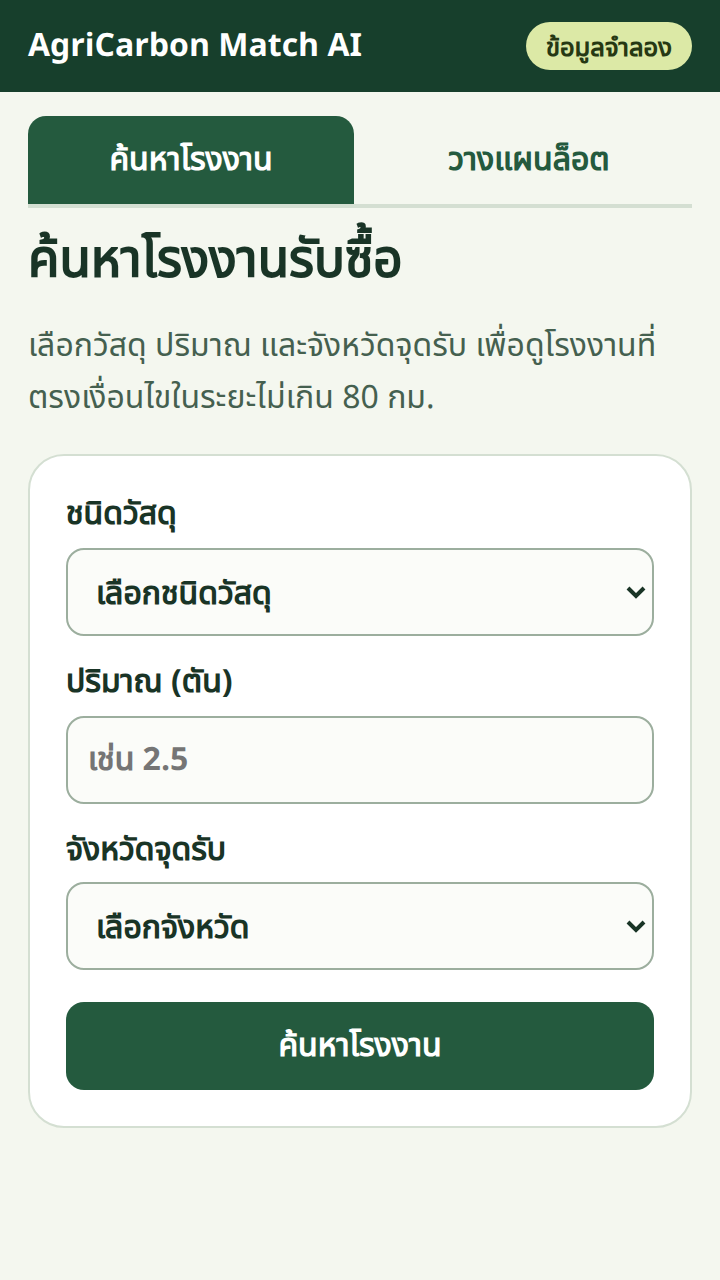 AgriCarbon Match AI
ข้อมูลจำลอง
ค้นหาโรงงาน
วางแผนล็อต
ค้นหาโรงงานรับซื้อ
เลือกวัสดุ ปริมาณ และจังหวัดจุดรับ เพื่อดูโรงงานที่
ตรงเงื่อนไขในระยะไม่เกิน 80 กม.
ชนิดวัสดุ
เลือกชนิดวัสดุ
ปริมาณ (ตัน)
เช่น 2.5
จังหวัดจุดรับ
เลือกจังหวัด
ค้นหาโรงงาน